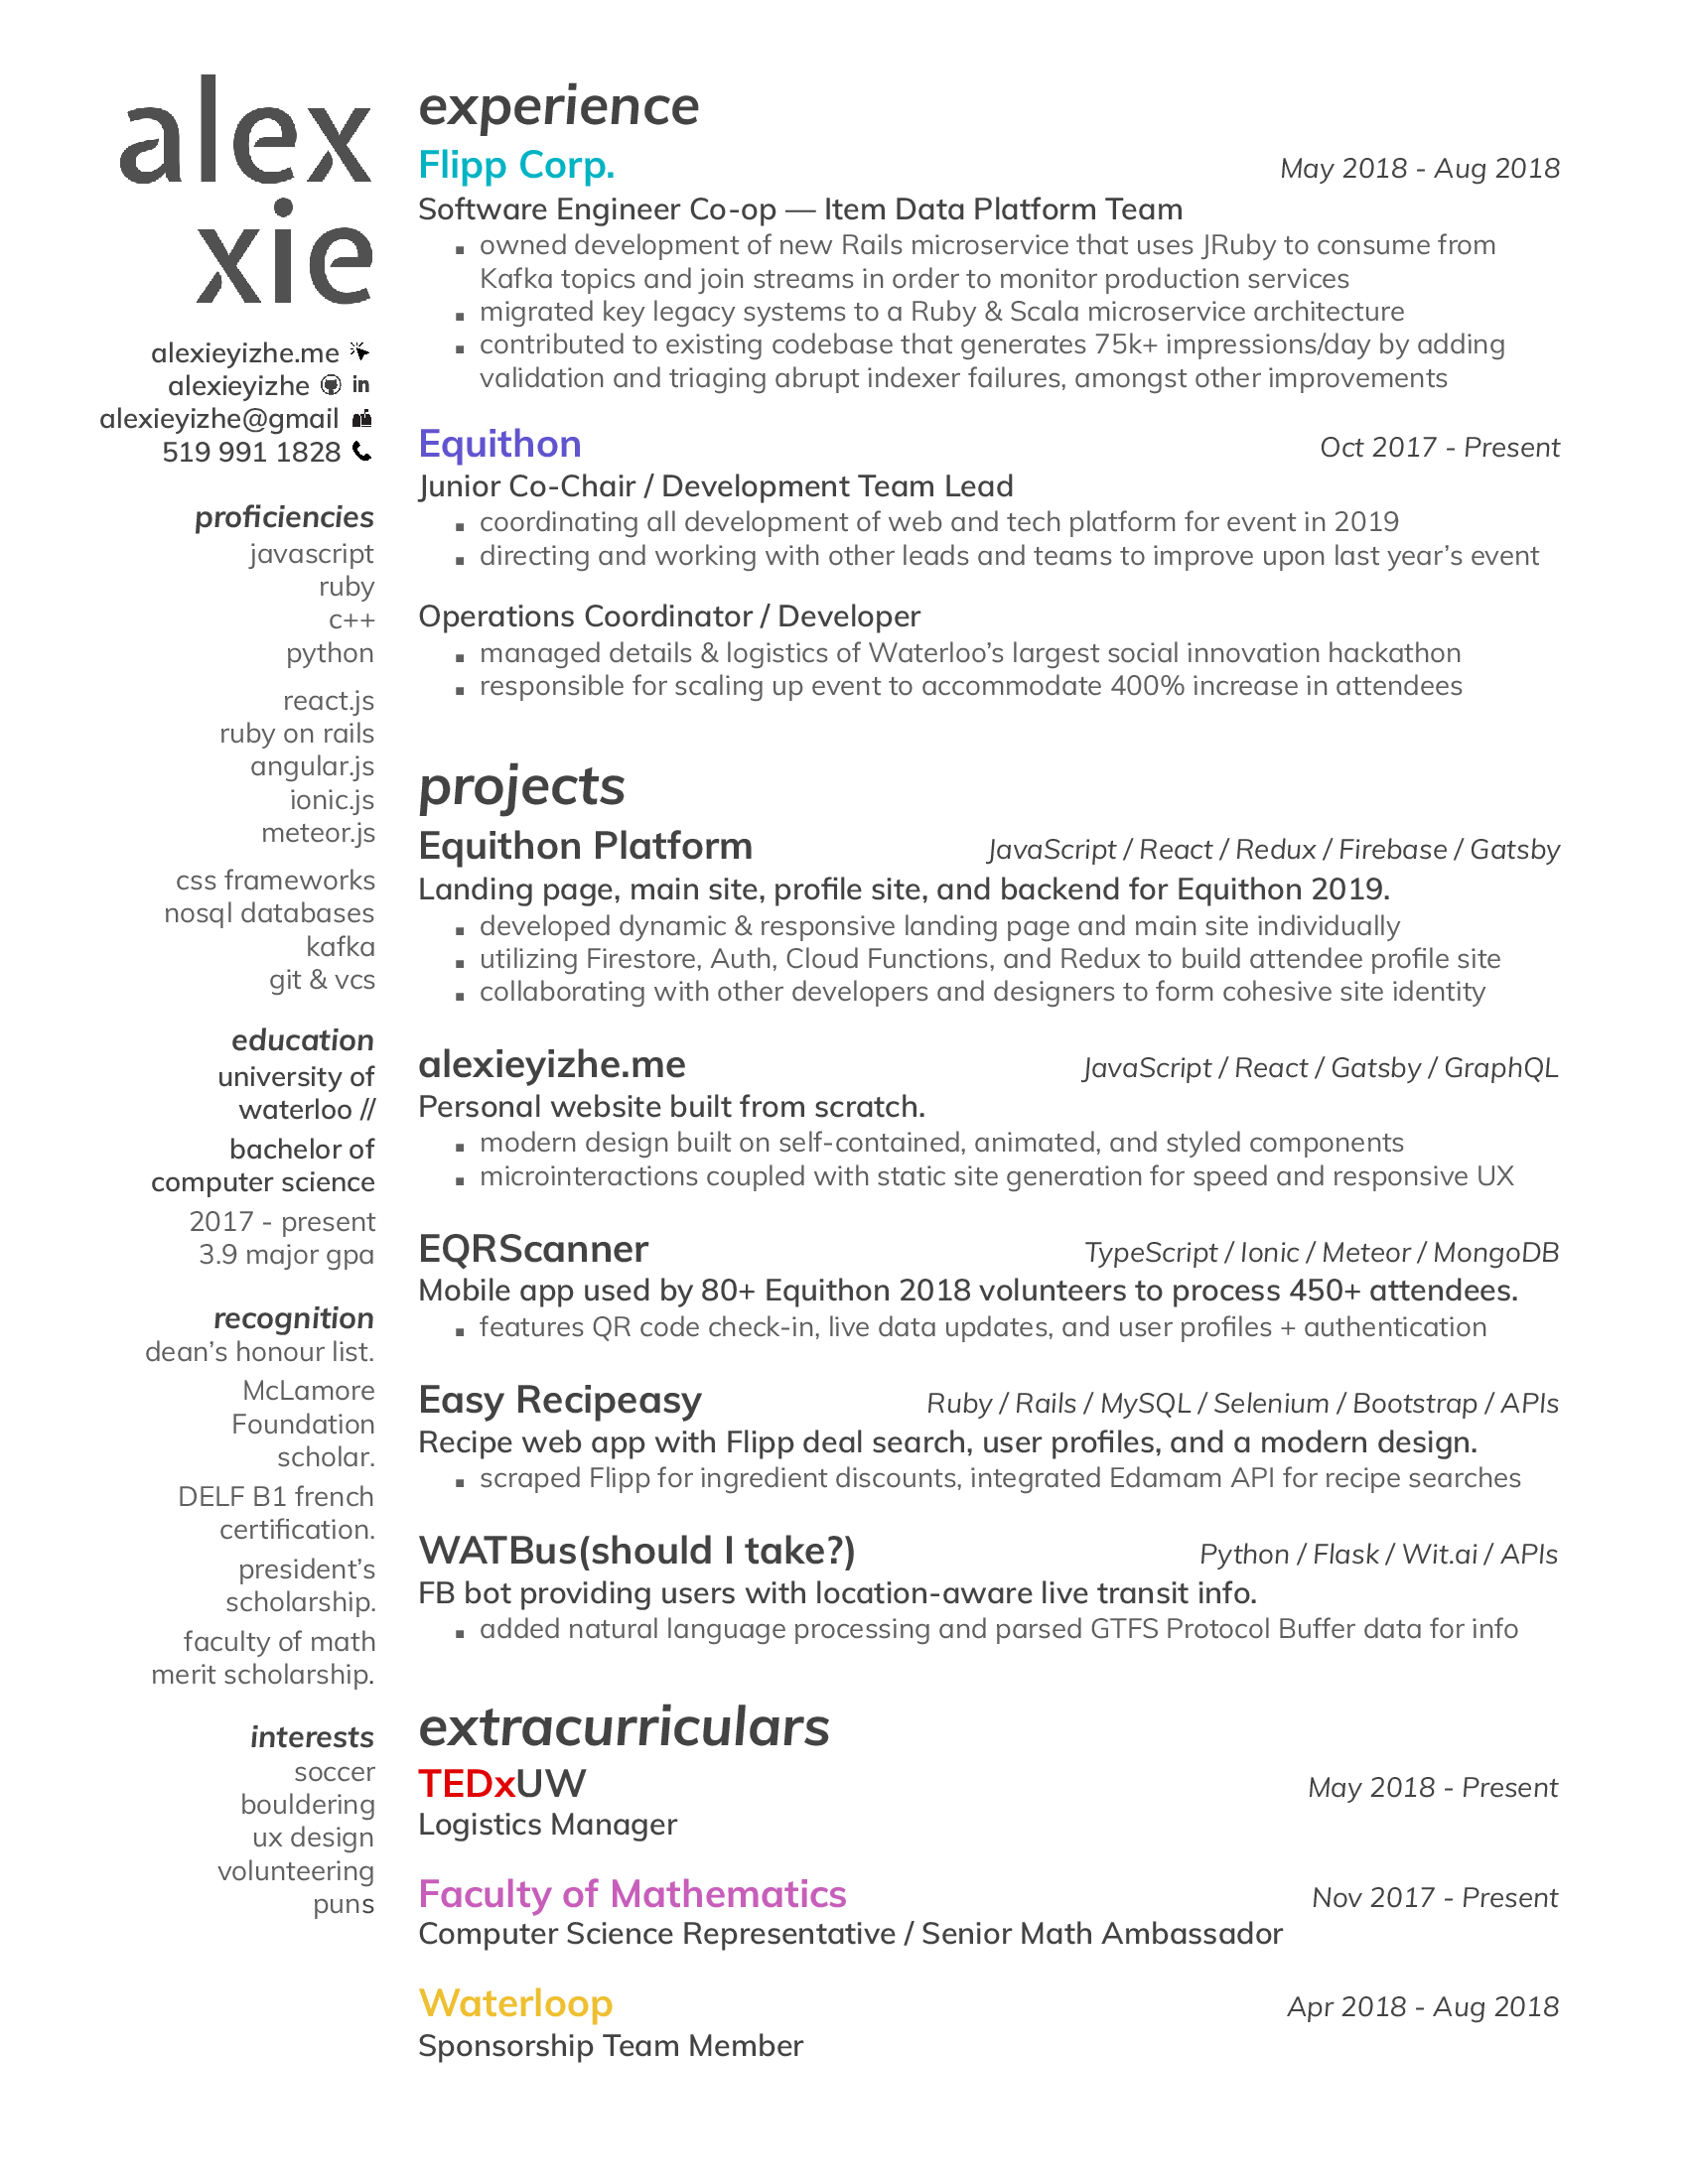 alex
xie
alexieyizhe.me
alexieyizhe in
alexieyizhe@gmail
519 991 1828
proficiencies
javascript
ruby
c++
python
react.js
ruby on rails
angular.js
ionic.js
meteor.js
css frameworks
nosql databases
kafka
git & vcs
education
university of
waterloo //
bachelor of
computer science
2017 - present
3.9 major gpa
recognition
dean’s honour list.
McLamore
Foundation
scholar.
DELF B1 french
certification.
president’s
scholarship.
faculty of math
merit scholarship.
interests
soccer
bouldering
ux design
volunteering
puns
experience
Flipp Corp. May 2018 - Aug 2018
Software Engineer Co-op — Item Data Platform Team
▪ owned development of new Rails microservice that uses JRuby to consume from
Kafka topics and join streams in order to monitor production services
▪ migrated key legacy systems to a Ruby & Scala microservice architecture
▪ contributed to existing codebase that generates 75k+ impressions/day by adding
validation and triaging abrupt indexer failures, amongst other improvements
Equithon Oct 2017 - Present
Junior Co-Chair / Development Team Lead
▪ coordinating all development of web and tech platform for event in 2019
▪ directing and working with other leads and teams to improve upon last year’s event
Operations Coordinator / Developer
▪ managed details & logistics of Waterloo’s largest social innovation hackathon
▪ responsible for scaling up event to accommodate 400% increase in attendees
projects
Equithon Platform JavaScript / React / Redux / Firebase / Gatsby
Landing page, main site, profile site, and backend for Equithon 2019.
▪ developed dynamic & responsive landing page and main site individually
▪ utilizing Firestore, Auth, Cloud Functions, and Redux to build attendee profile site
▪ collaborating with other developers and designers to form cohesive site identity
alexieyizhe.me JavaScript / React / Gatsby / GraphQL
Personal website built from scratch.
▪ modern design built on self-contained, animated, and styled components
▪ microinteractions coupled with static site generation for speed and responsive UX
EQRScanner TypeScript / Ionic / Meteor / MongoDB
Mobile app used by 80+ Equithon 2018 volunteers to process 450+ attendees.
▪ features QR code check-in, live data updates, and user profiles + authentication
Easy Recipeasy Ruby / Rails / MySQL / Selenium / Bootstrap / APIs
Recipe web app with Flipp deal search, user profiles, and a modern design.
▪ scraped Flipp for ingredient discounts, integrated Edamam API for recipe searches
WATBus(should I take?) Python / Flask / Wit.ai / APIs
FB bot providing users with location-aware live transit info.
▪ added natural language processing and parsed GTFS Protocol Buffer data for info
extracurriculars
TEDxUW May 2018 - Present
Logistics Manager
Faculty of Mathematics Nov 2017 - Present
Computer Science Representative / Senior Math Ambassador
Waterloop Apr 2018 - Aug 2018
Sponsorship Team Member